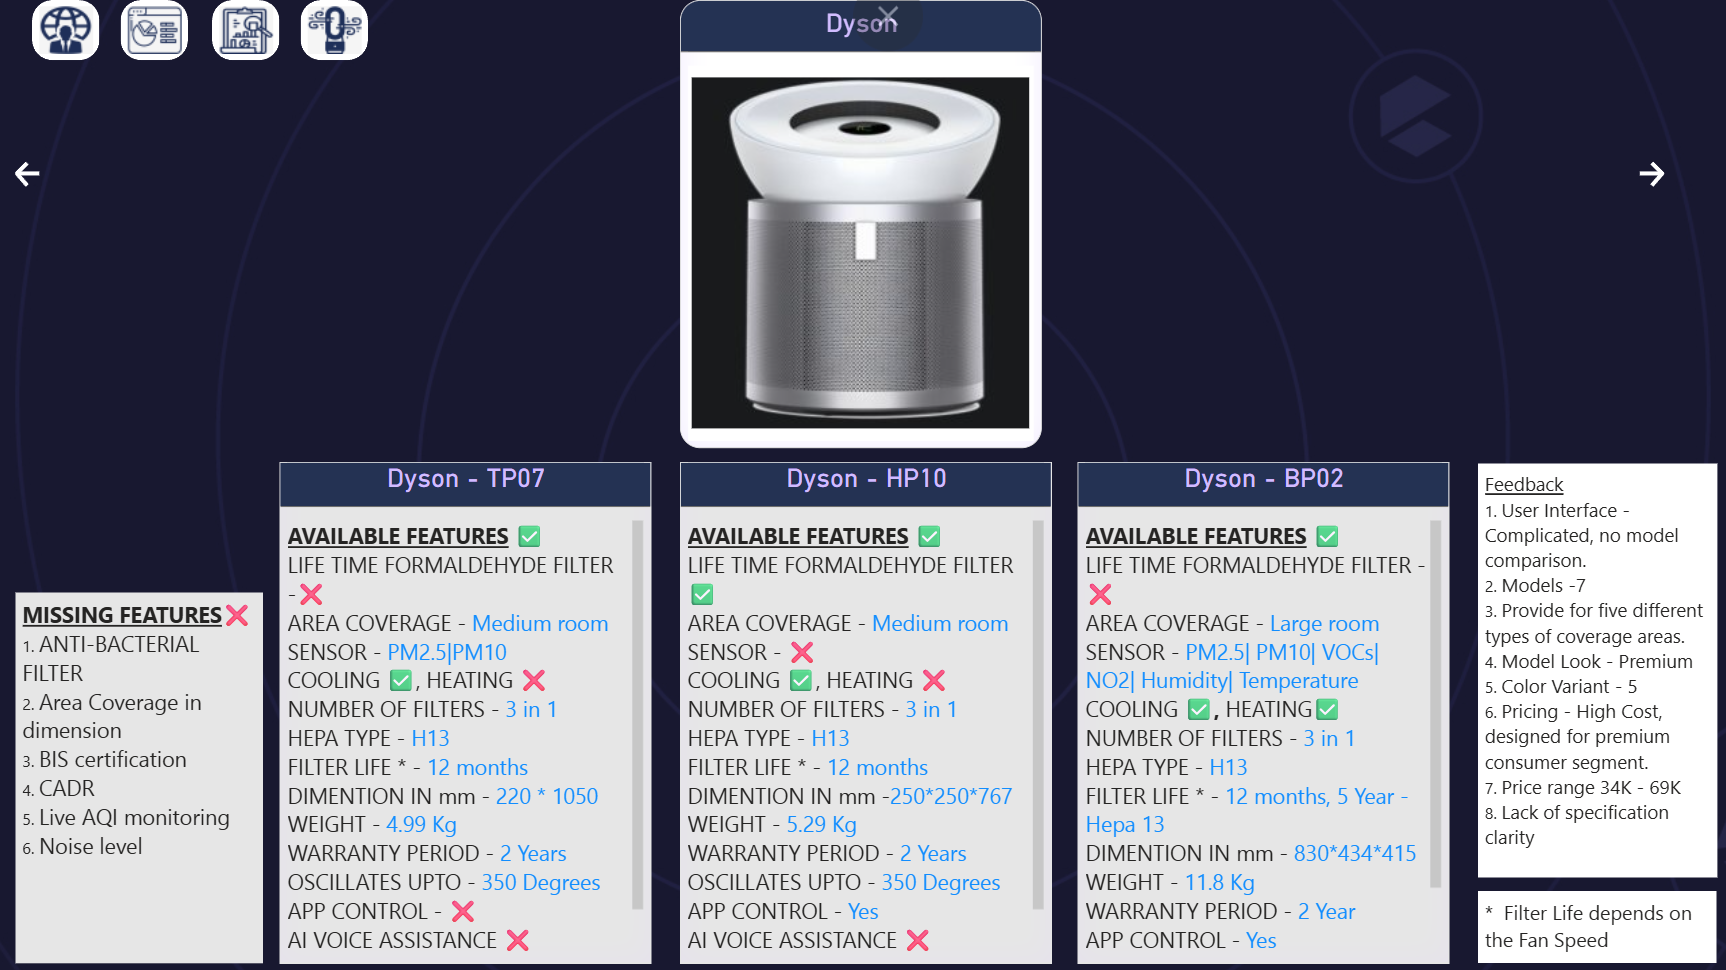 Dyson
Dyson - TP07
AVAILABLE FEATURES ✅
LIFE TIME FORMALDEHYDE FILTER
- ❌
AREA COVERAGE - Medium room
SENSOR - PM2.5|PM10
COOLING ✅, HEATING ❌
NUMBER OF FILTERS - 3 in 1
HEPA TYPE - H13
FILTER LIFE * - 12 months
DIMENTION IN mm - 220 * 1050
WEIGHT - 4.99 Kg
WARRANTY PERIOD - 2 Years
OSCILLATES UPTO - 350 Degrees
APP CONTROL - ❌
AI VOICE ASSISTANCE ❌
Dyson - HP10
AVAILABLE FEATURES ✅
LIFE TIME FORMALDEHYDE FILTER
✅
AREA COVERAGE - Medium room
SENSOR - ❌
COOLING ✅, HEATING ❌
NUMBER OF FILTERS - 3 in 1
HEPA TYPE - H13
FILTER LIFE * - 12 months
DIMENTION IN mm -250*250*767
WEIGHT - 5.29 Kg
WARRANTY PERIOD - 2 Years
OSCILLATES UPTO - 350 Degrees
APP CONTROL - Yes
AI VOICE ASSISTANCE ❌
Dyson - BP02
AVAILABLE FEATURES ✅
LIFE TIME FORMALDEHYDE FILTER -
❌
AREA COVERAGE - Large room
SENSOR - PM2.5| PM10| VOCs|
NO2| Humidity| Temperature
COOLING ✅, HEATING✅
NUMBER OF FILTERS - 3 in 1
HEPA TYPE - H13
FILTER LIFE * - 12 months, 5 Year -
Hepa 13
DIMENTION IN mm - 830*434*415
WEIGHT - 11.8 Kg
WARRANTY PERIOD - 2 Year
APP CONTROL - Yes
MISSING FEATURES❌
1. ANTI-BACTERIAL
FILTER
2. Area Coverage in
dimension
3. BIS certification
4. CADR
5. Live AQI monitoring
6. Noise level
Feedback
1. User Interface -
Complicated, no model
comparison.
2. Models -7
3. Provide for five different
types of coverage areas.
4. Model Look - Premium
5. Color Variant - 5
6. Pricing - High Cost,
designed for premium
consumer segment.
7. Price range 34K - 69K
8. Lack of specification
clarity
* Filter Life depends on
the Fan Speed